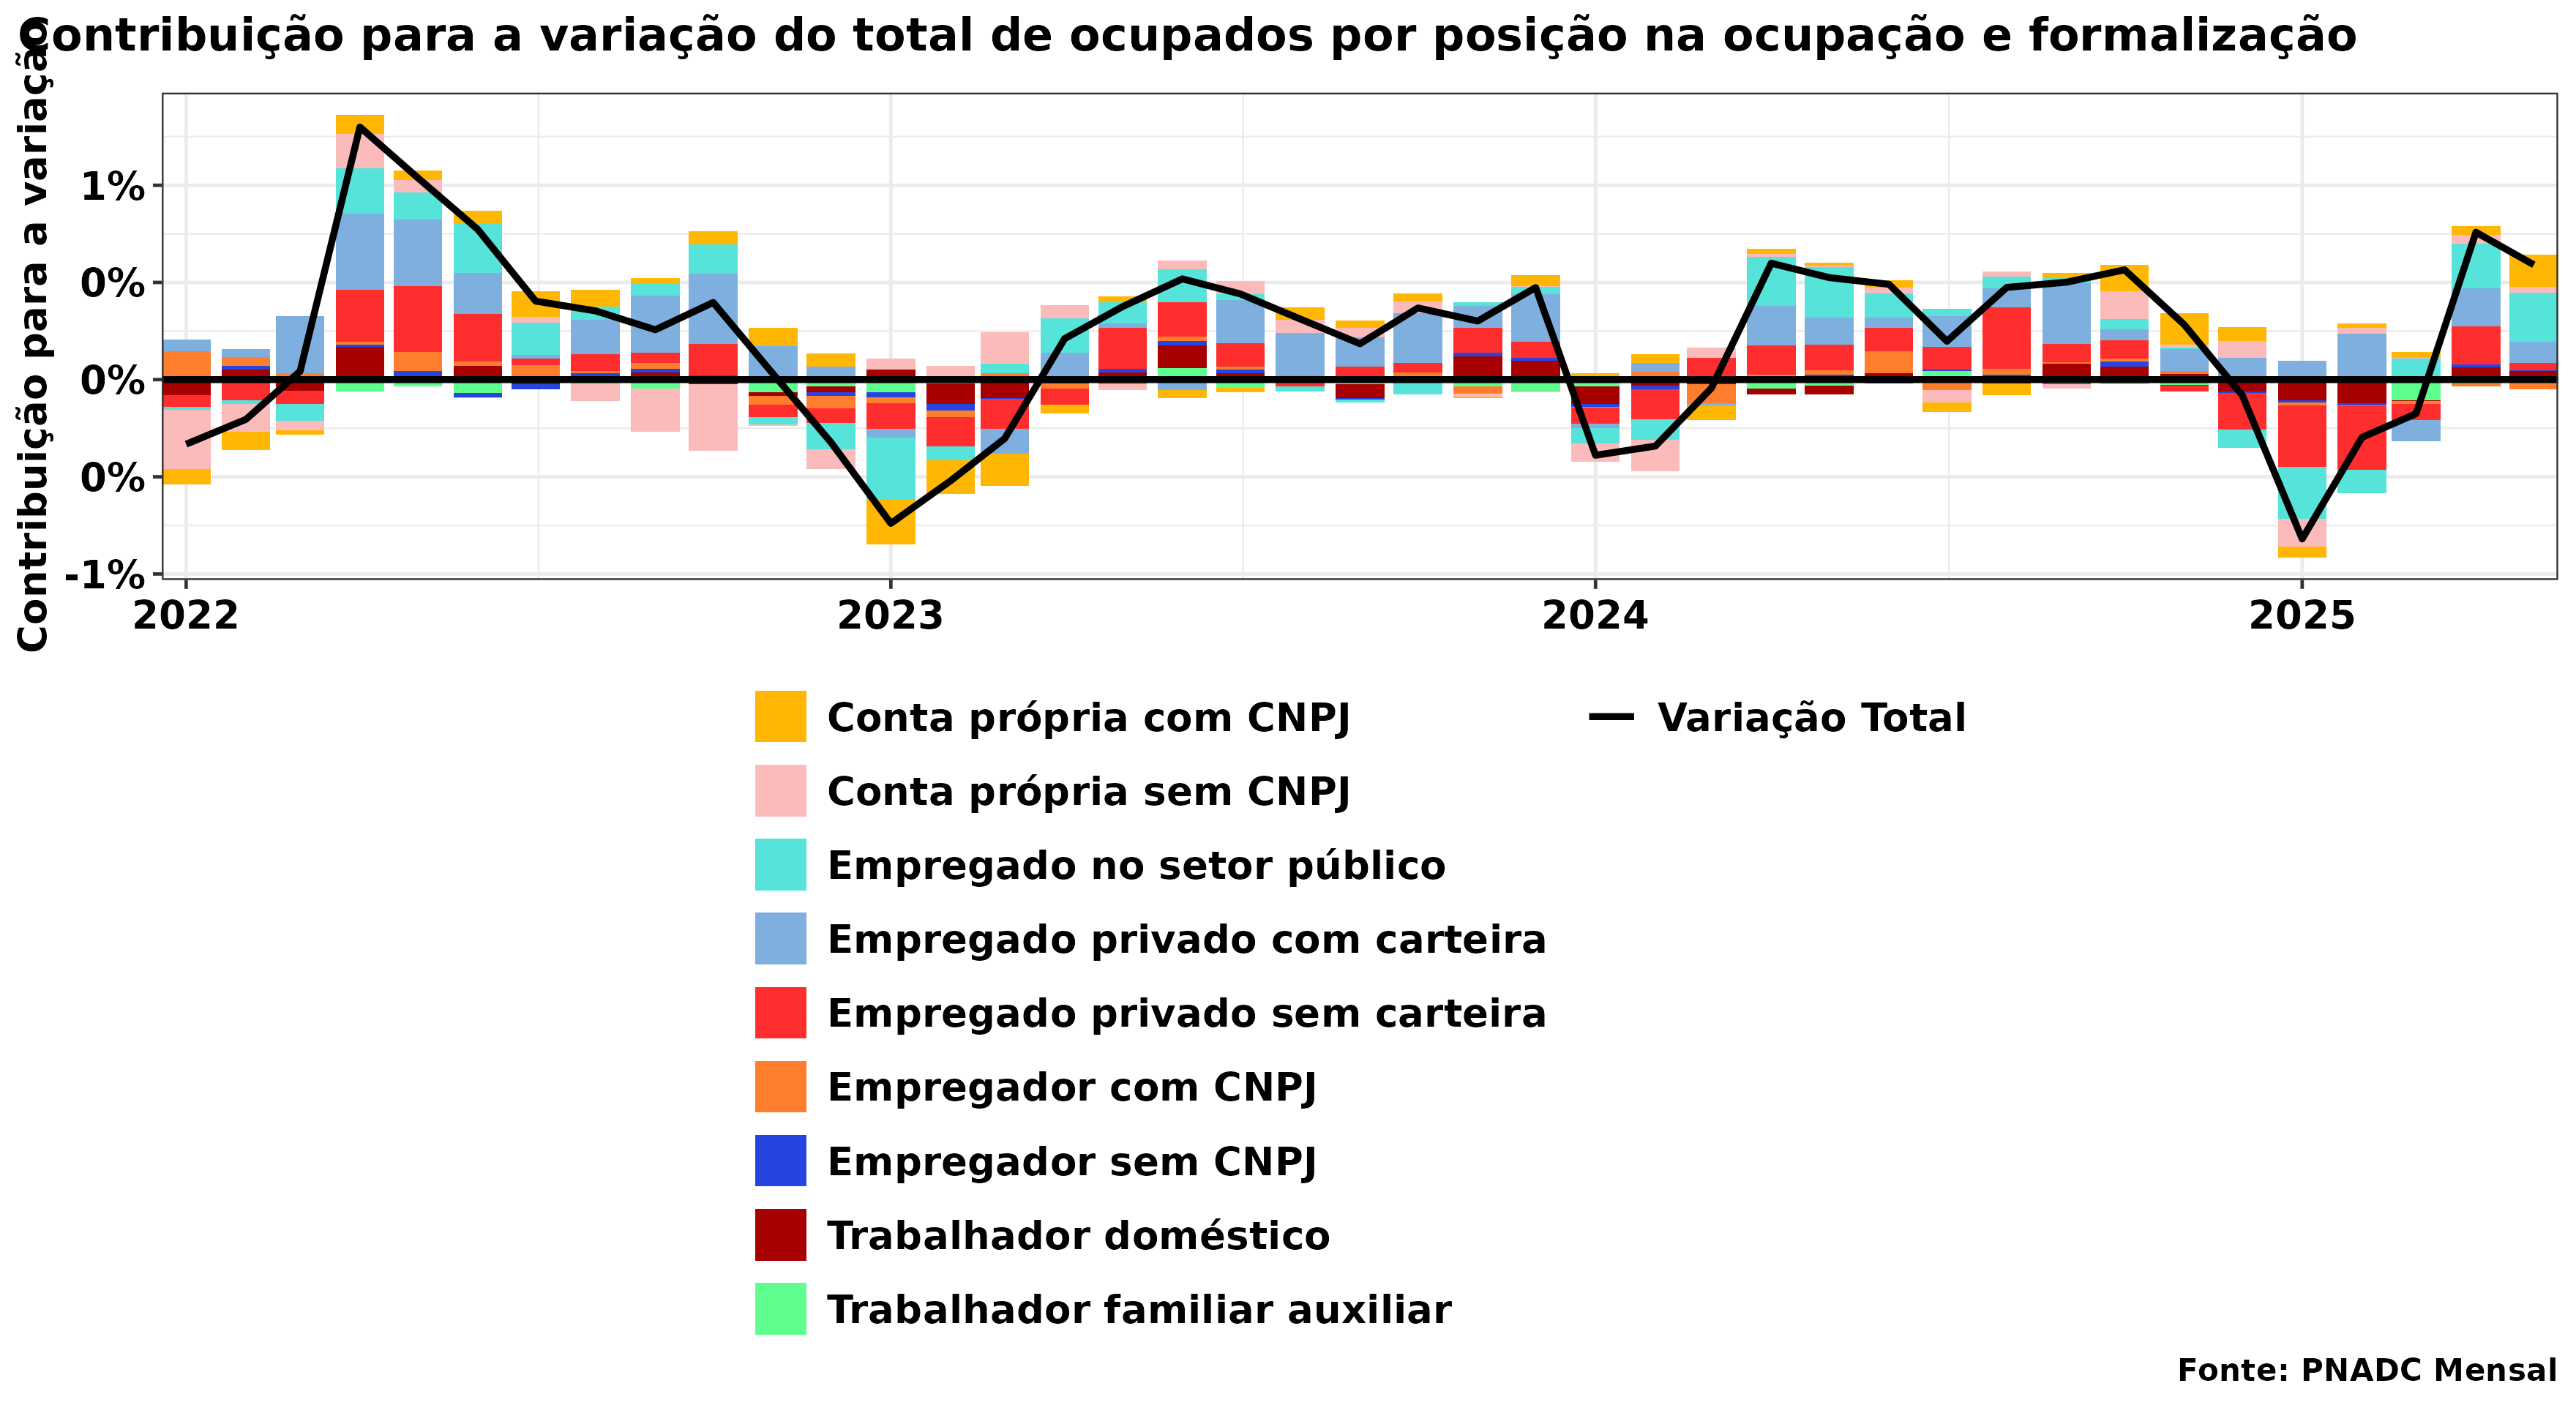 Contribuição para a variação do total de ocupados por posição na ocupação e formalização
Contribuição para a variação
1%
0%
0%
0%
-1%
2022
2023
2024
2025
Conta própria com CNPJ
Conta própria sem CNPJ
Empregado no setor público
Empregado privado com carteira
Empregado privado sem carteira
Empregador com CNPJ
Empregador sem CNPJ
Trabalhador doméstico
Trabalhador familiar auxiliar
Variação Total
Fonte: PNADC Mensal